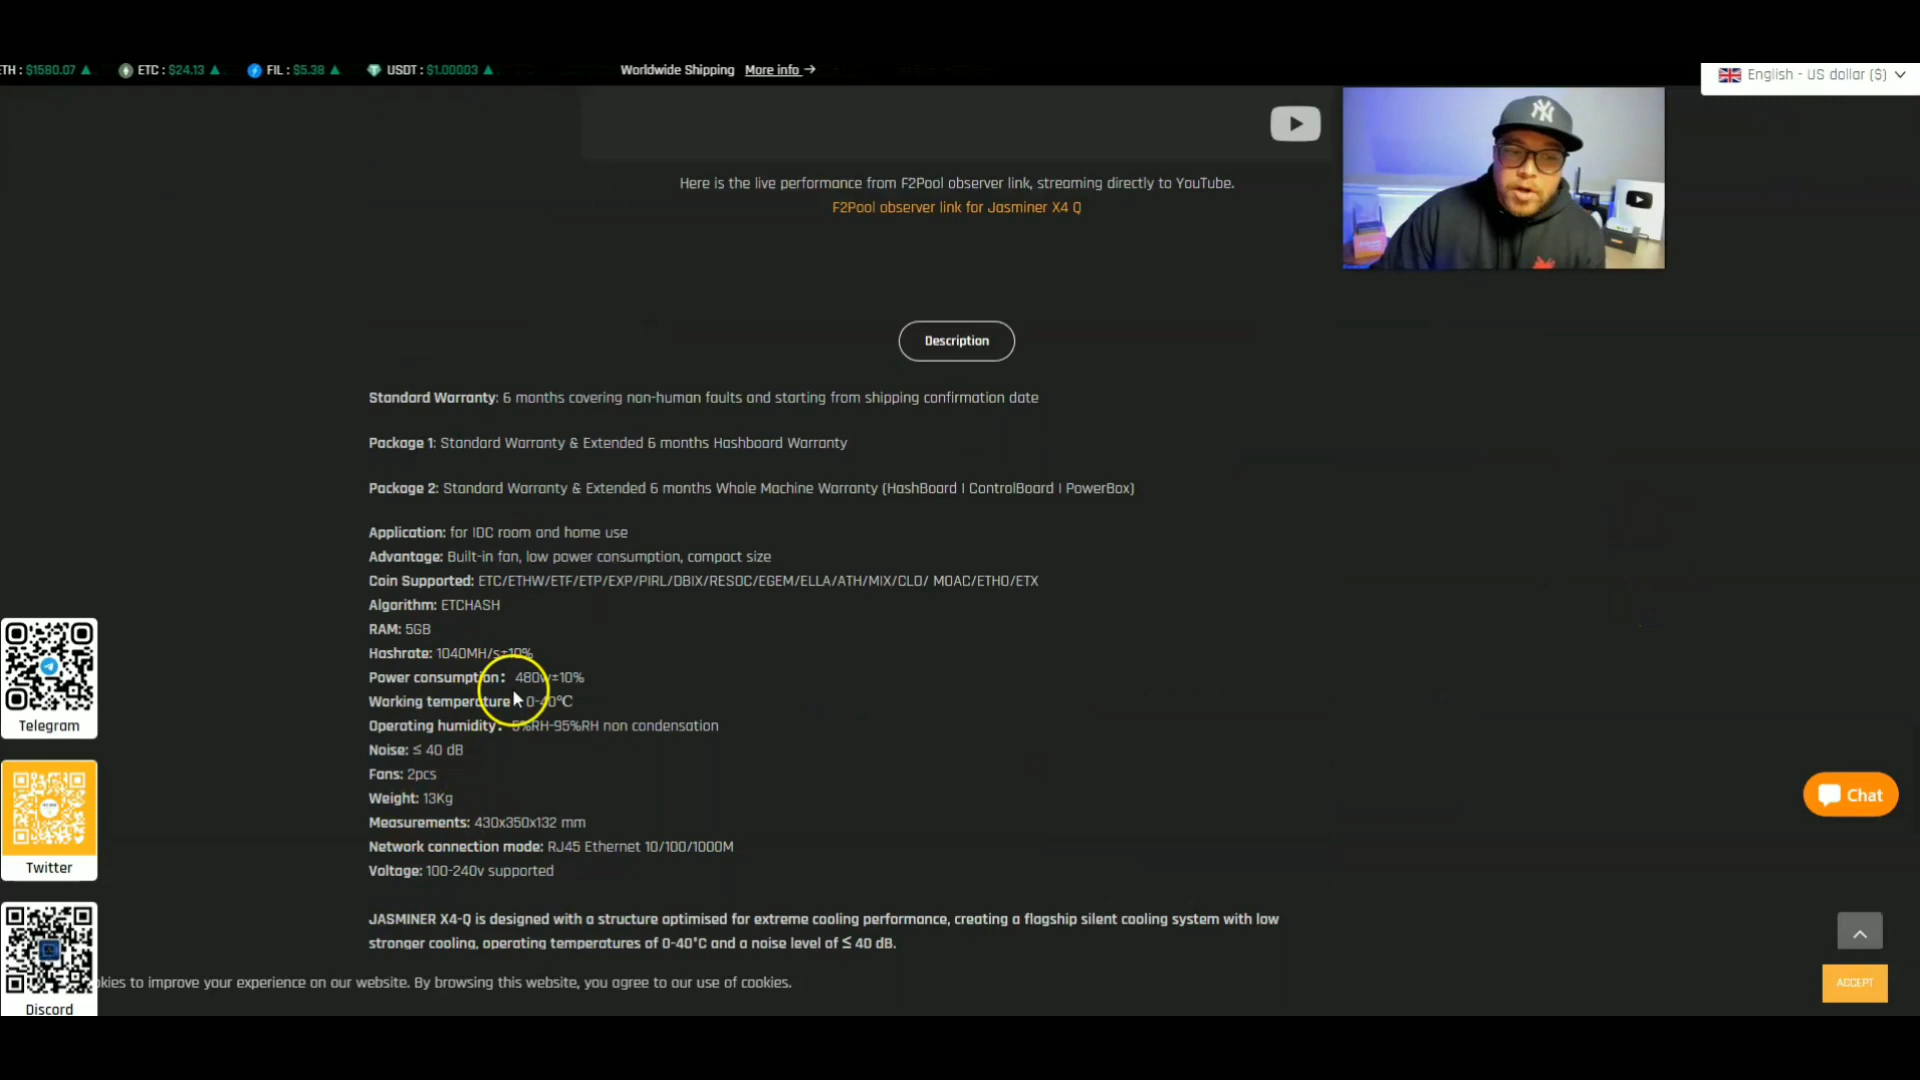 TH : $1580.07 ▲ ETC : $24.13 ▲ FIL : $5.38 ▲ USDT : $1.00003 ▲ Worldwide Shipping More info →
English - US dollar ($)
NY
Here is the live performance from F2Pool observer link, streaming directly to YouTube.
F2Pool observer link for Jasminer X4 Q
Description
Standard Warranty: 6 months covering non-human faults and starting from shipping confirmation date
Package 1: Standard Warranty & Extended 6 months Hashboard Warranty
Package 2: Standard Warranty & Extended 6 months Whole Machine Warranty (HashBoard | ControlBoard | PowerBox)
Application: for IDC room and home use
Advantage: Built-in fan, low power consumption, compact size
Coin Supported: ETC/ETHW/ETF/ETP/EXP/PIRL/DBIX/RESOC/EGEM/ELLA/ATH/MIX/CLO/ MOAC/ETHO/ETX
Algorithm: ETCHASH
RAM: 5GB
Hashrate: 1040MH/s±10%
Power consumption: 480w±10%
Working temperature 0-40℃
Operating humidity: 5%RH-95%RH non condensation
Noise: ≤ 40 dB
Fans: 2pcs
Weight: 13Kg
Measurements: 430x350x132 mm
Network connection mode: RJ45 Ethernet 10/100/1000M
Voltage: 100-240v supported
JASMINER X4-Q is designed with a structure optimised for extreme cooling performance, creating a flagship silent cooling system with low
stronger cooling, operating temperatures of 0-40°C and a noise level of ≤ 40 dB.
kies to improve your experience on our website. By browsing this website, you agree to our use of cookies.
ACCEPT
Chat
Telegram
Twitter
Discord